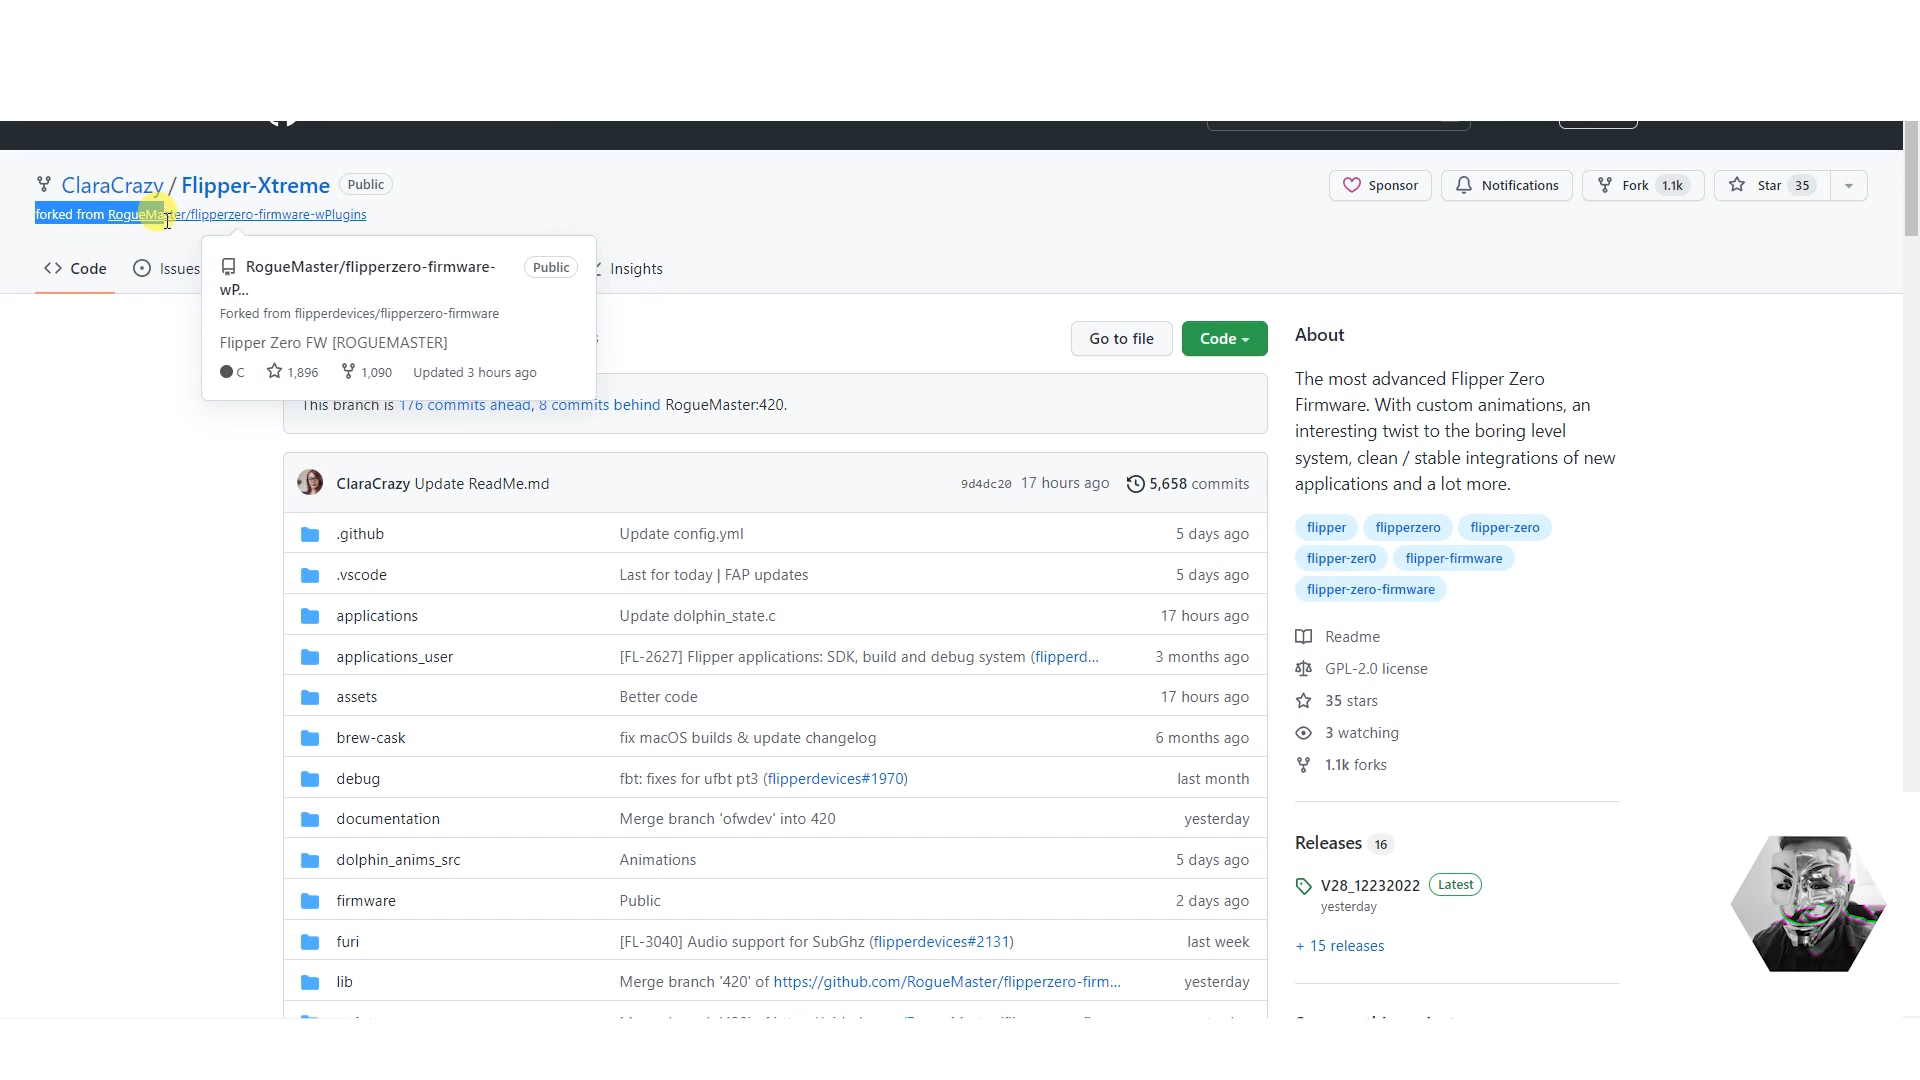 ClaraCrazy / Flipper-Xtreme Public
Sponsor Notifications Fork 1.1k Star 35
forked from RogueMaster/flipperzero-firmware-wPlugins
Code Issues Insights
RogueMaster/flipperzero-firmware-wP... Public
Forked from flipperdevices/flipperzero-firmware
Flipper Zero FW [ROGUEMASTER]
C 1,896 1,090 Updated 3 hours ago
Go to file Code
This branch is 176 commits ahead, 8 commits behind RogueMaster:420.
ClaraCrazy Update ReadMe.md 9d4dc20 17 hours ago 5,658 commits
.github Update config.yml 5 days ago
.vscode Last for today | FAP updates 5 days ago
applications Update dolphin_state.c 17 hours ago
applications_user [FL-2627] Flipper applications: SDK, build and debug system (flipperd... 3 months ago
assets Better code 17 hours ago
brew-cask fix macOS builds & update changelog 6 months ago
debug fbt: fixes for ufbt pt3 (flipperdevices#1970) last month
documentation Merge branch 'ofwdev' into 420 yesterday
dolphin_anims_src Animations 5 days ago
firmware Public 2 days ago
furi [FL-3040] Audio support for SubGhz (flipperdevices#2131) last week
lib Merge branch '420' of https://github.com/RogueMaster/flipperzero-firm... yesterday
About
The most advanced Flipper Zero
Firmware. With custom animations, an
interesting twist to the boring level
system, clean / stable integrations of new
applications and a lot more.
flipper flipperzero flipper-zero
flipper-zer0 flipper-firmware
flipper-zero-firmware
Readme
GPL-2.0 license
35 stars
3 watching
1.1k forks
Releases 16
V28_12232022 Latest
yesterday
+ 15 releases